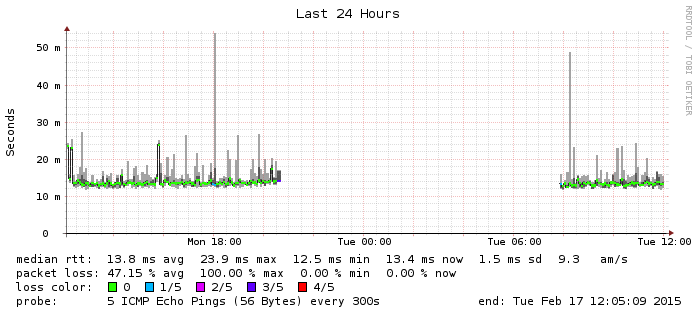 Last 24 Hours
RRDTOOL / TOBI OETIKER
Seconds
50 m
40 m
30 m
20 m
10 m
0
Mon 18:00 Tue 00:00 Tue 06:00 Tue 12:00
median rtt: 13.8 ms avg 23.9 ms max 12.5 ms min 13.4 ms now 1.5 ms sd 9.3 am/s
packet loss: 47.15 % avg 100.00 % max 0.00 % min 0.00 % now
loss color: 0 1/5 2/5 3/5 4/5
probe: 5 ICMP Echo Pings (56 Bytes) every 300s end: Tue Feb 17 12:05:09 2015